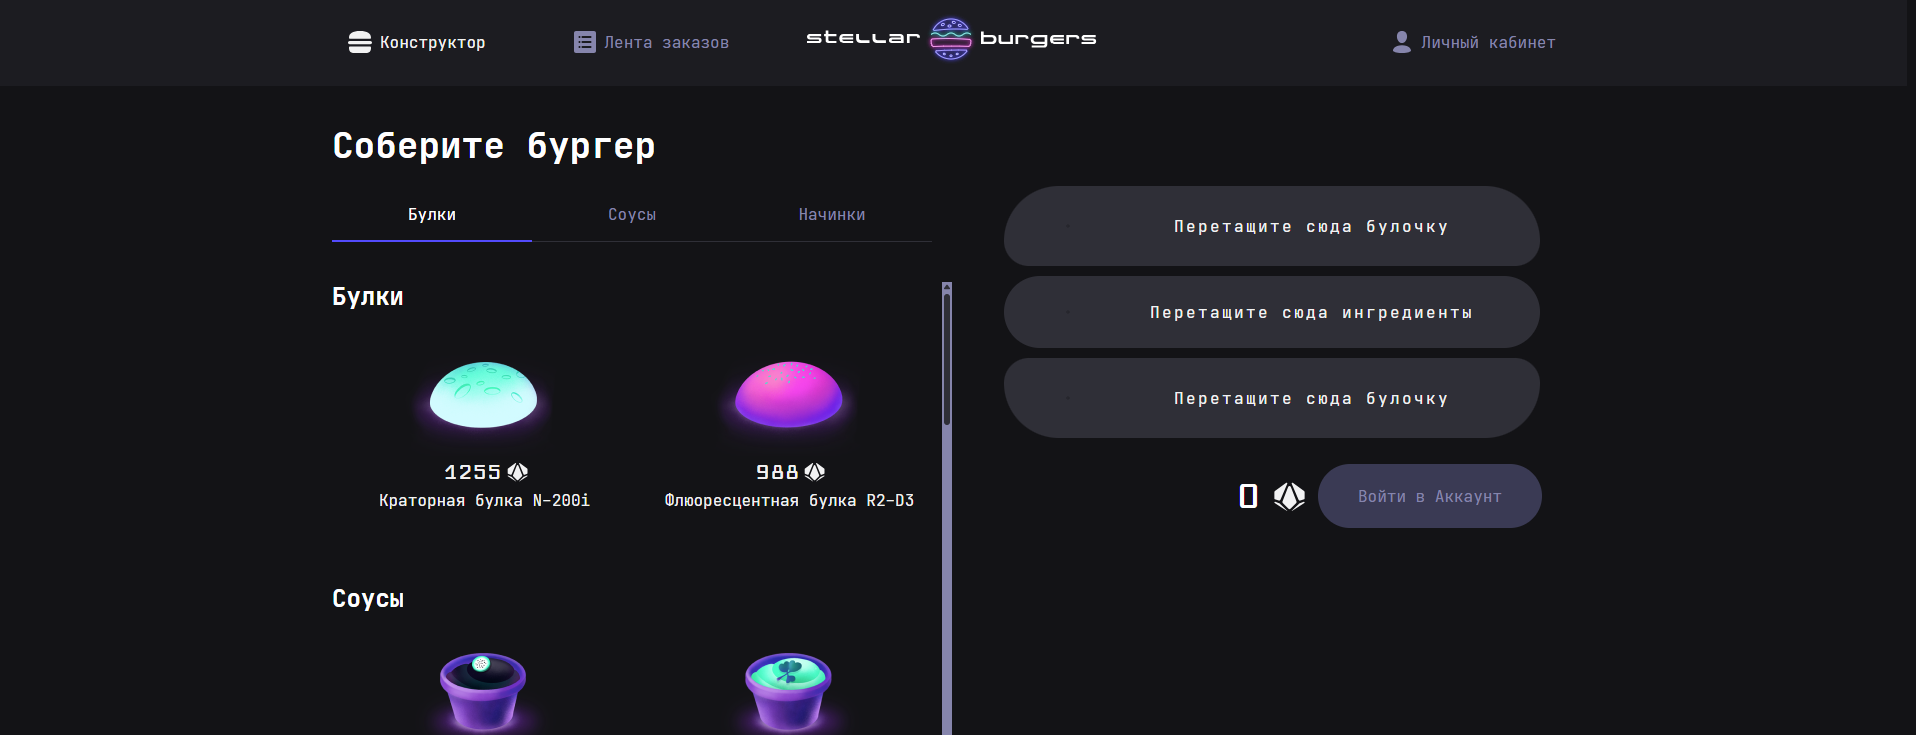 Конструктор
Лента заказов
stellar burgers
Личный кабинет
Соберите бургер
Булки
Соусы
Начинки
Булки
1255
988
Краторная булка N-200i
Флюоресцентная булка R2-D3
Соусы
Перетащите сюда булочку
Перетащите сюда ингредиенты
Перетащите сюда булочку
0
Войти в Аккаунт